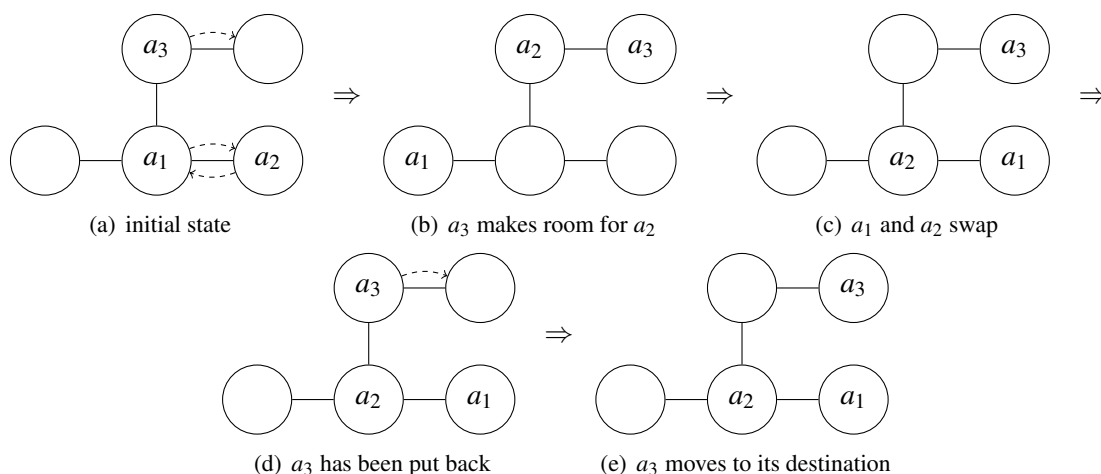 a₃
⇒
a₁ a₂
(a) initial state
a₂ a₃
⇒
a₁
(b) a₃ makes room for a₂
a₃
⇒
a₂ a₁
(c) a₁ and a₂ swap
a₃
⇒
a₂ a₁
(d) a₃ has been put back
a₃
a₂ a₁
(e) a₃ moves to its destination